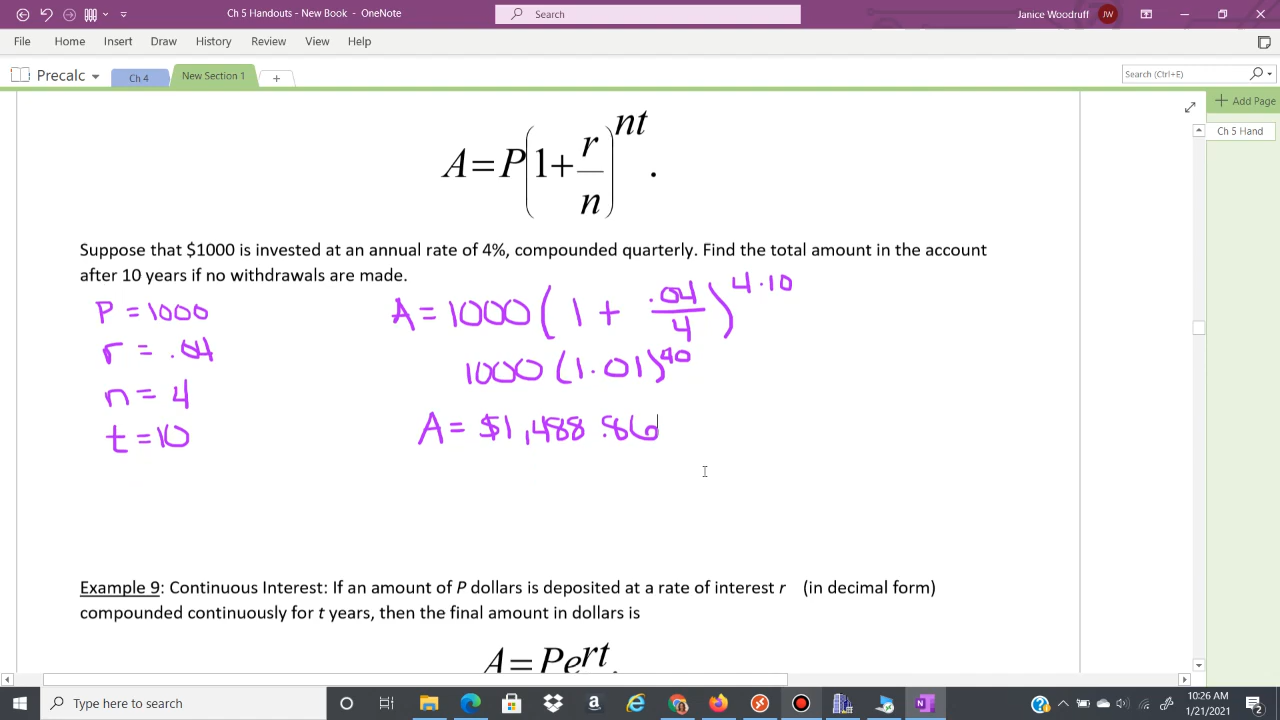 Ch 5 Handouts - New Book - OneNote
Search
Janice Woodruff JW
File Home Insert Draw History Review View Help
Precalc Ch 4 New Section 1 +
Search (Ctrl+E)
Add Page
Ch 5 Hand
A=P(1+r/n)^nt.
Suppose that $1000 is invested at an annual rate of 4%, compounded quarterly. Find the total amount in the account
after 10 years if no withdrawals are made.
P = 1000
r = .04
n = 4
t = 10
A = 1000 ( 1 + .04/4 )^4·10
1000 (1.01)^40
A = $1,488.86
Example 9: Continuous Interest: If an amount of P dollars is deposited at a rate of interest r (in decimal form)
compounded continuously for t years, then the final amount in dollars is
A=Pe^rt.
Type here to search
10:26 AM
1/21/2021
2